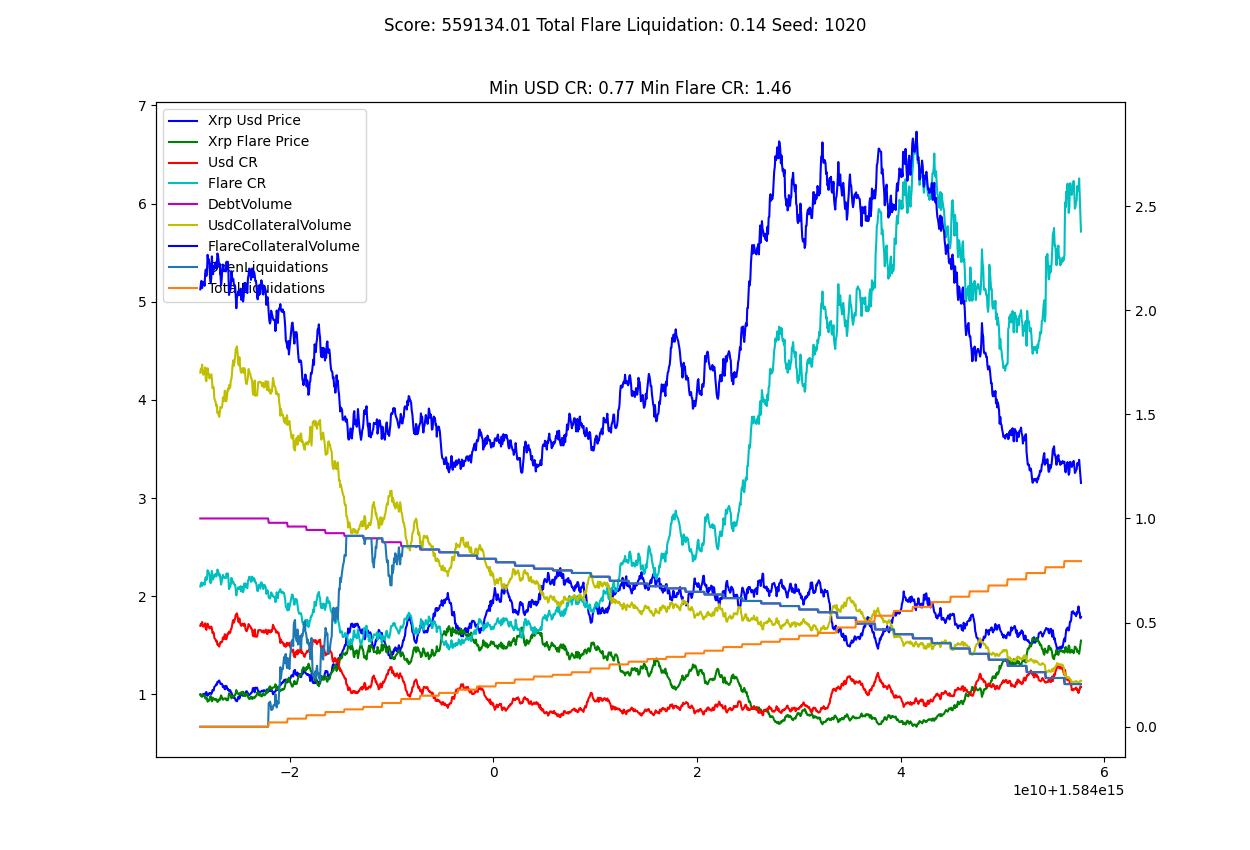 Score: 559134.01 Total Flare Liquidation: 0.14 Seed: 1020
Min USD CR: 0.77 Min Flare CR: 1.46
Xrp Usd Price
Xrp Flare Price
Usd CR
Flare CR
DebtVolume
UsdCollateralVolume
FlareCollateralVolume
OpenLiquidations
TotalLiquidations
7
6
5
4
3
2
1
2.5
2.0
1.5
1.0
0.5
0.0
−2
0
2
4
6
1e10+1.584e15